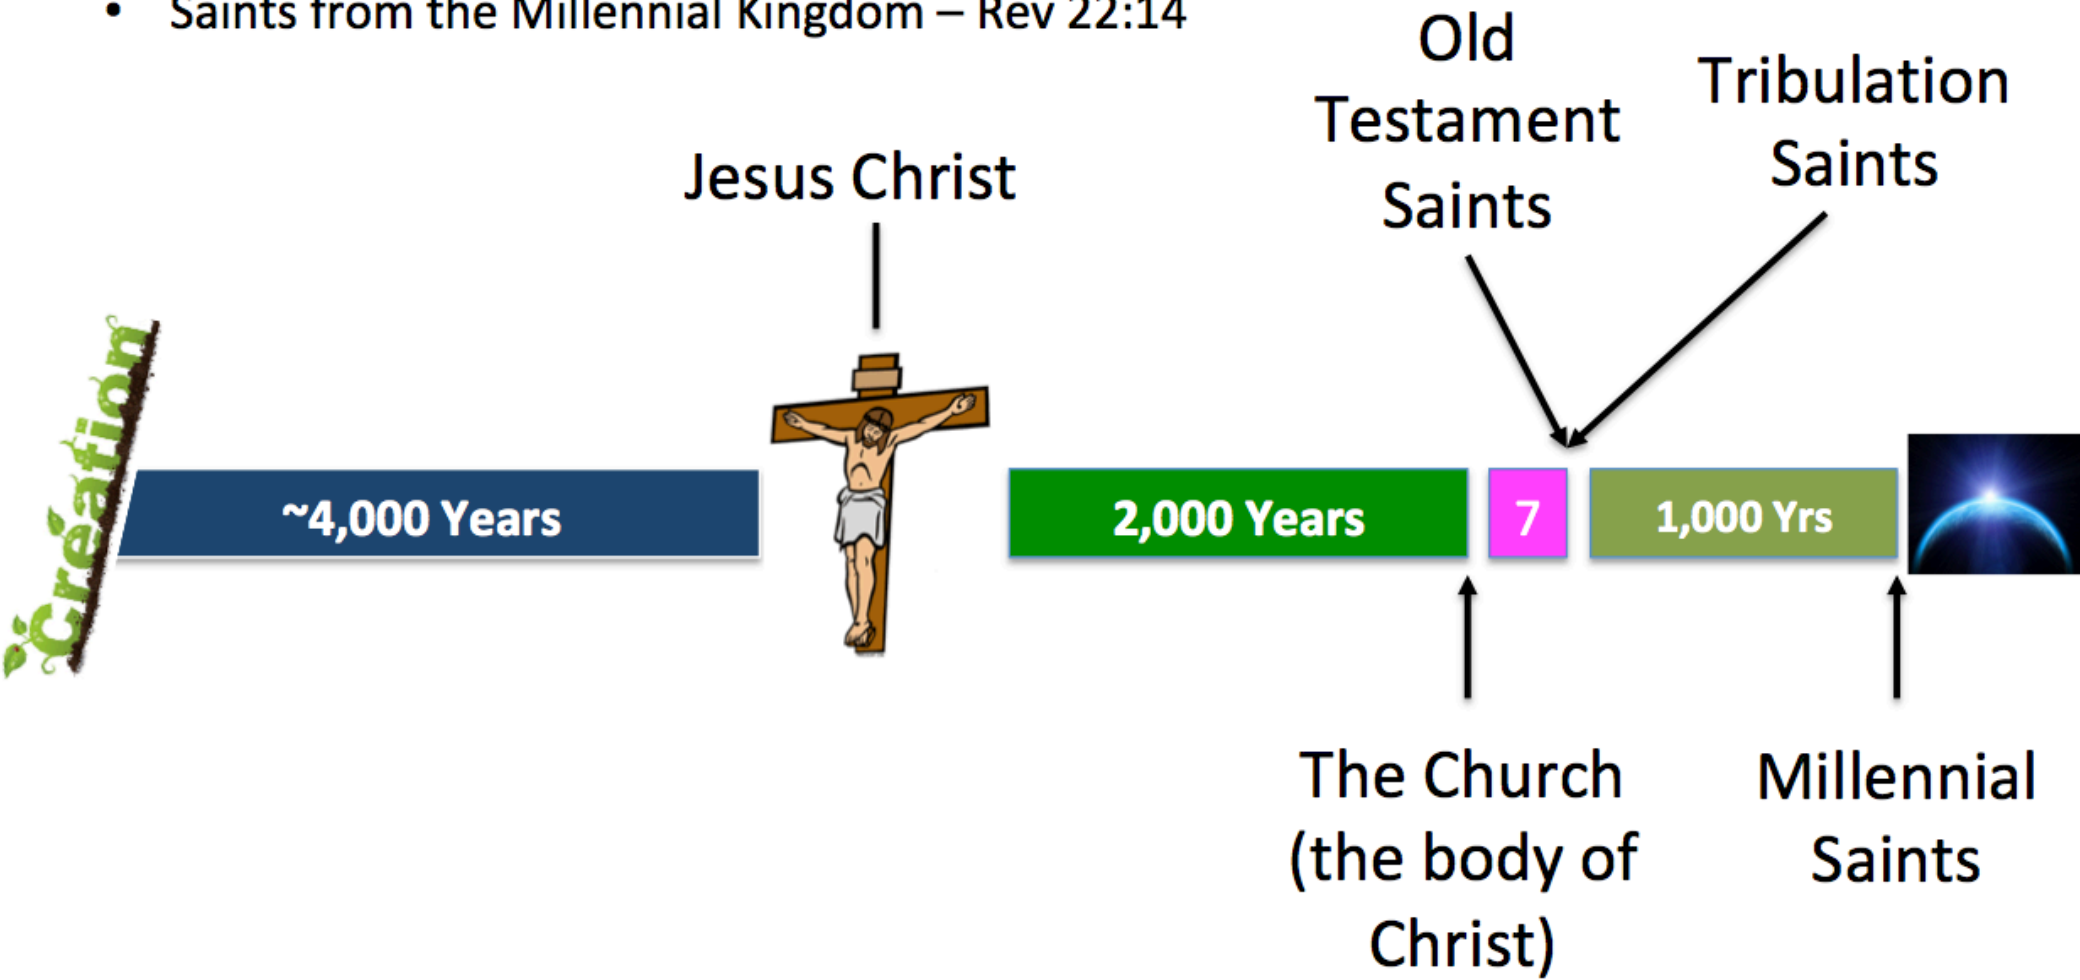 • Saints from the Millennial Kingdom – Rev 22:14
Old
Testament
Saints
Tribulation
Saints
Jesus Christ
Creation
~4,000 Years
2,000 Years
7
1,000 Yrs
The Church
(the body of
Christ)
Millennial
Saints